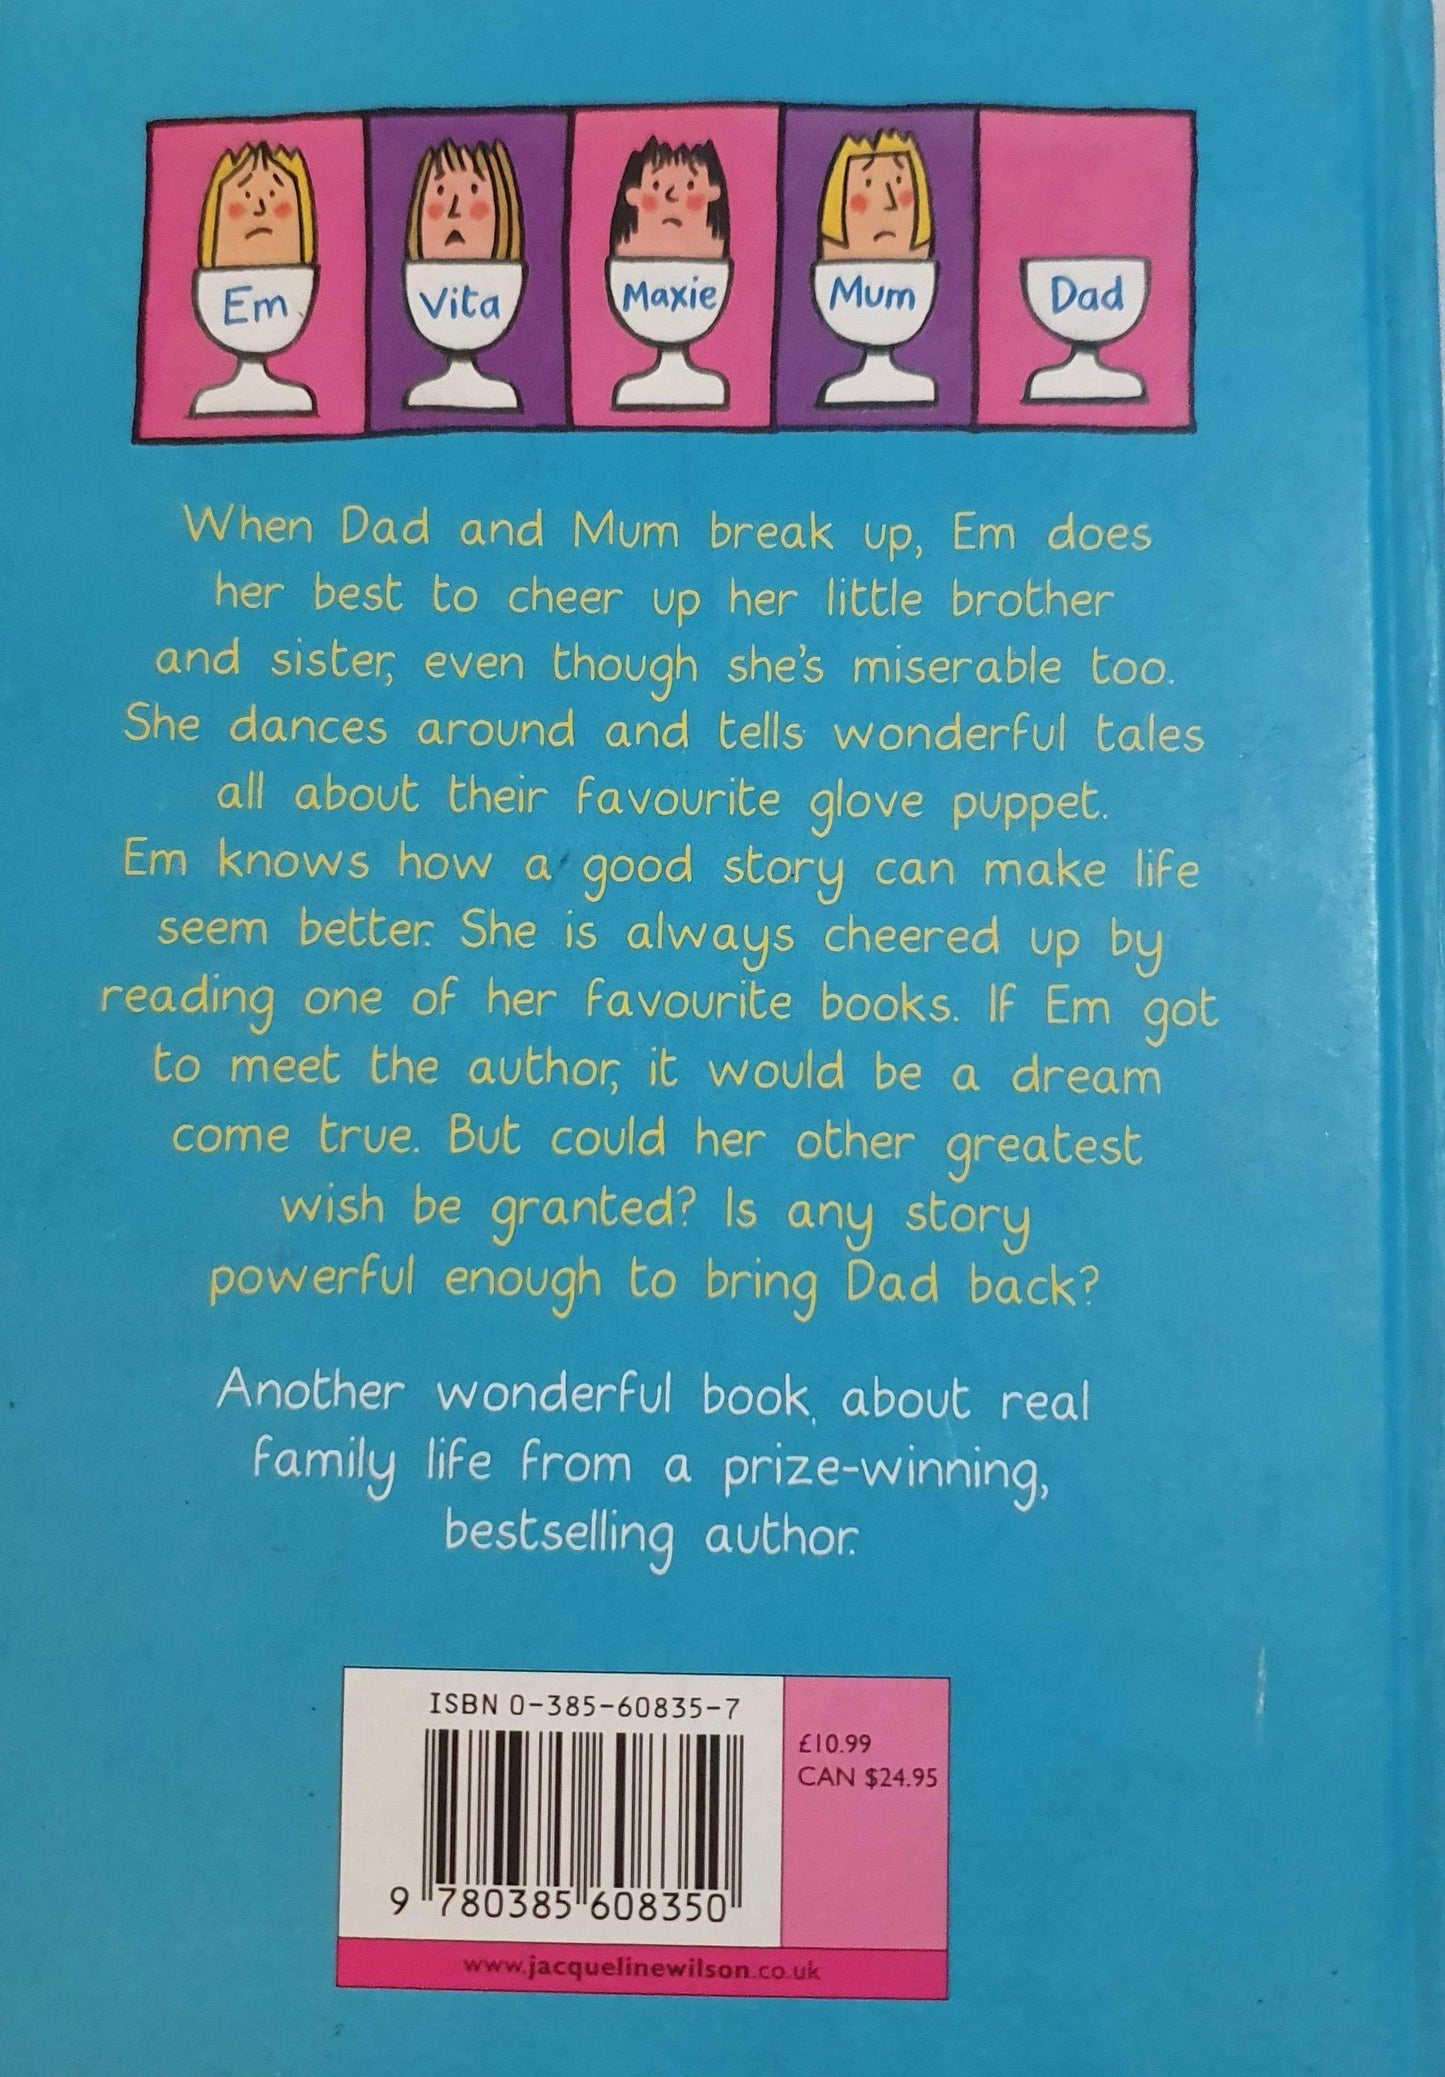 Em
Vita
Maxie
Mum
Dad
When Dad and Mum break up, Em does
her best to cheer up her little brother
and sister, even though she's miserable too.
She dances around and tells wonderful tales
all about their favourite glove puppet.
Em knows how a good story can make life
seem better. She is always cheered up by
reading one of her favourite books. If Em got
to meet the author, it would be a dream
come true. But could her other greatest
wish be granted? Is any story
powerful enough to bring Dad back?
Another wonderful book about real
family life from a prize-winning,
bestselling author.
ISBN 0-385-60835-7
£10.99
CAN $24.95
9 780385 608350
www.jacquelinewilson.co.uk